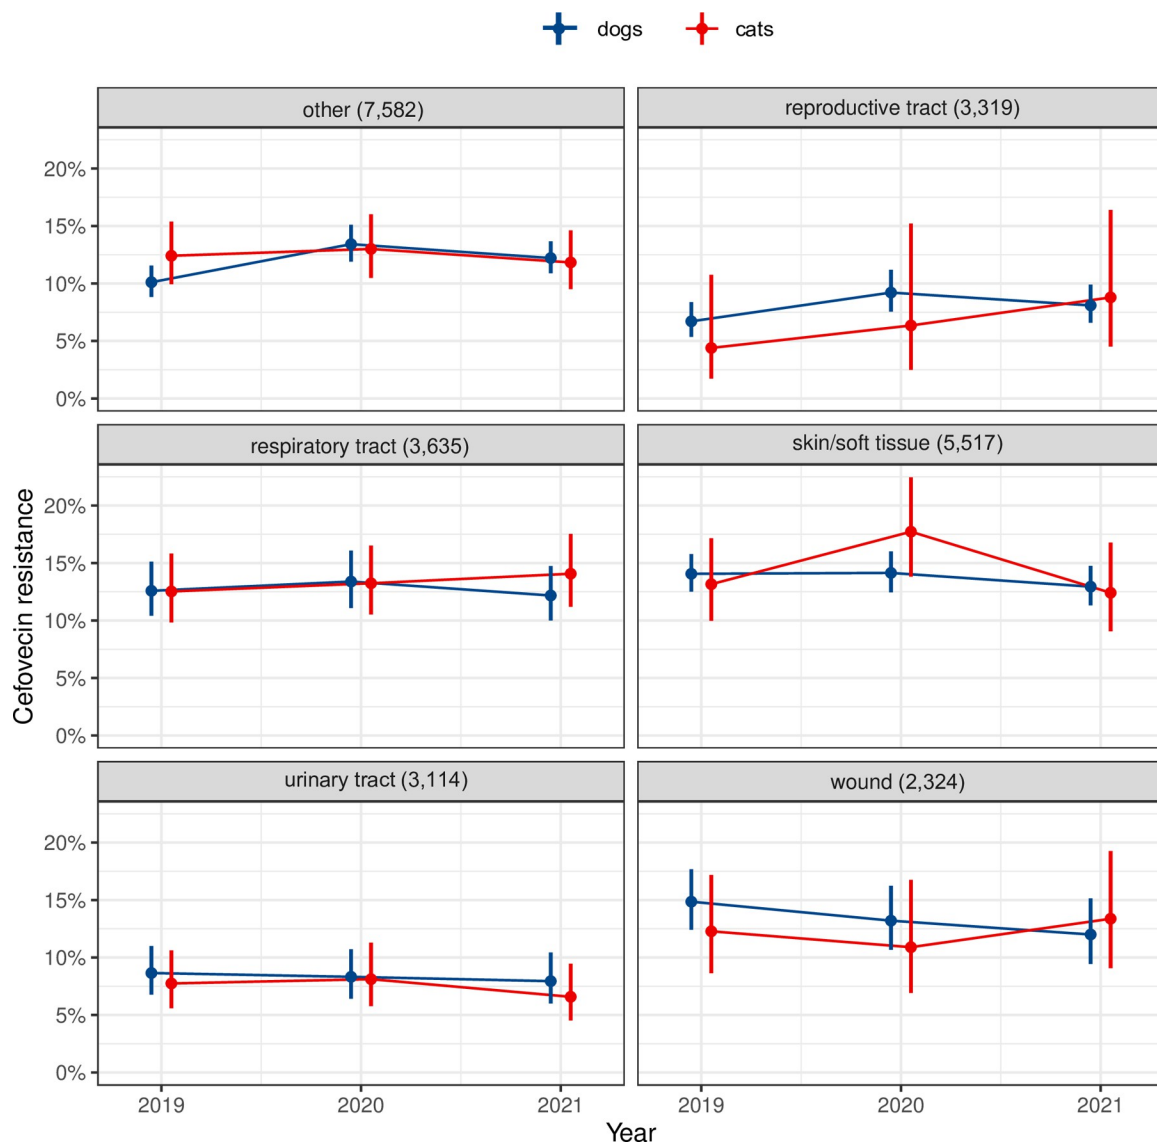 dogs cats
other (7,582) reproductive tract (3,319)
20%
15%
10%
5%
0%
respiratory tract (3,635) skin/soft tissue (5,517)
20%
15%
10%
5%
0%
Cefovecin resistance
urinary tract (3,114) wound (2,324)
20%
15%
10%
5%
0%
2019 2020 2021 2019 2020 2021
Year